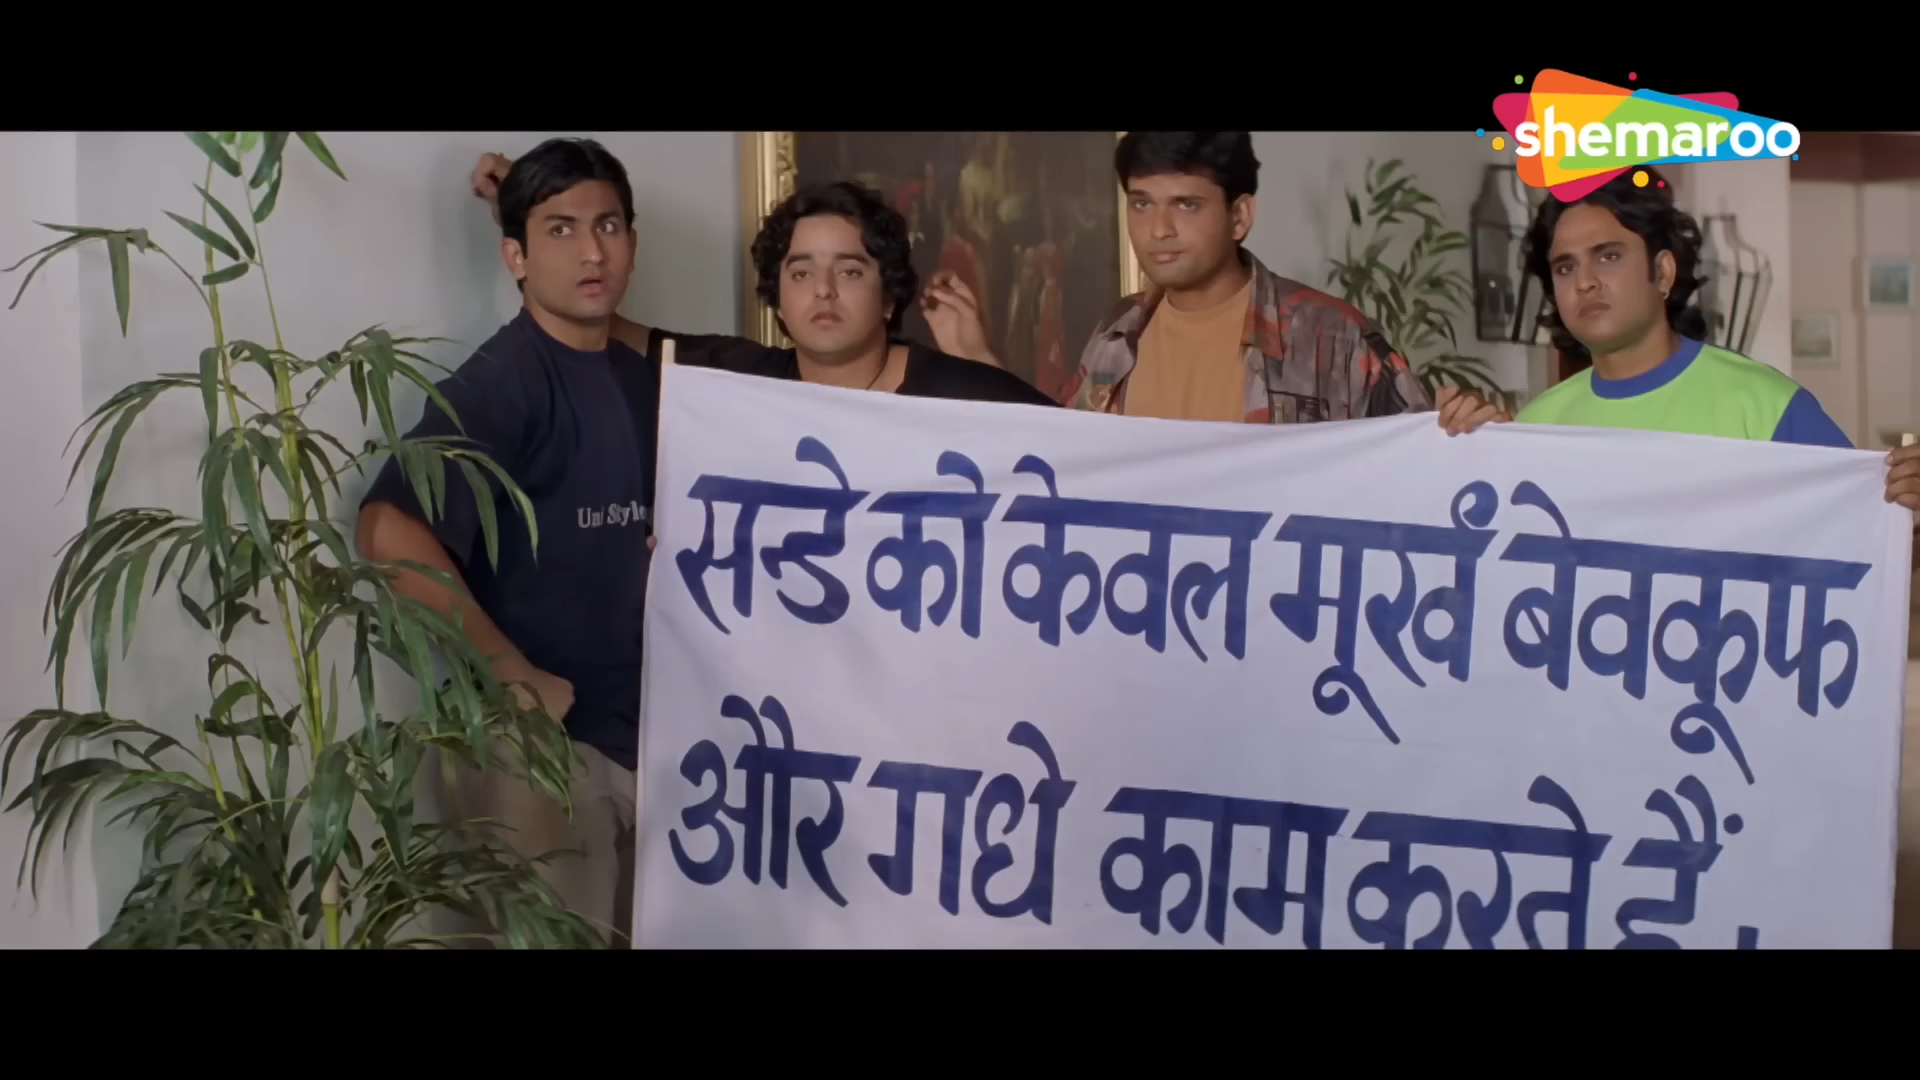 shemaroo
सन्डे को केवल मूर्ख बेवकूफ
और गधे काम करते हैं.